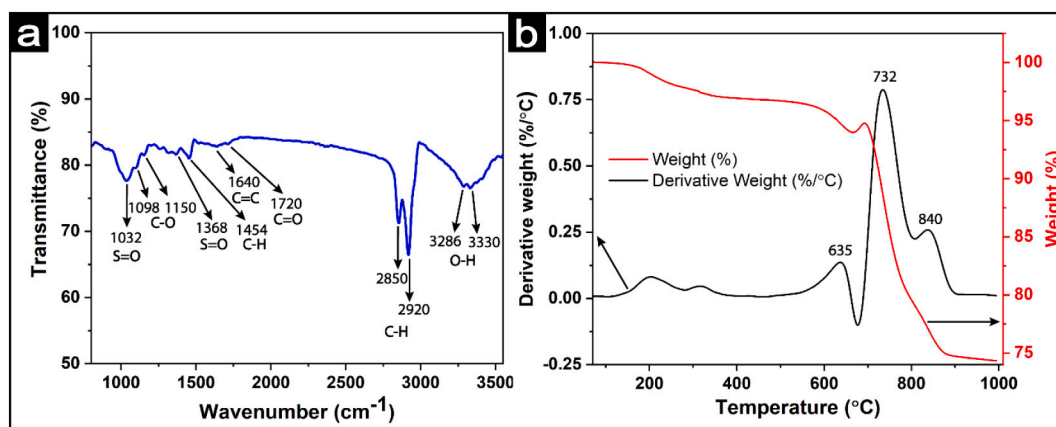 a
Transmittance (%)
100
90
80
70
60
50
1032
S=O
1098
1150
C-O
1368
S=O
1454
C-H
1640
C=C
1720
C=O
2850
2920
C-H
3286
3330
O-H
1000
1500
2000
2500
3000
3500
Wavenumber (cm-1)
b
Derivative weight (%/°C)
1.00
0.75
0.50
0.25
0.00
-0.25
635
732
840
Weight (%)
Derivative Weight (%/°C)
200
400
600
800
1000
Temperature (°C)
100
95
90
85
80
75
Weight (%)